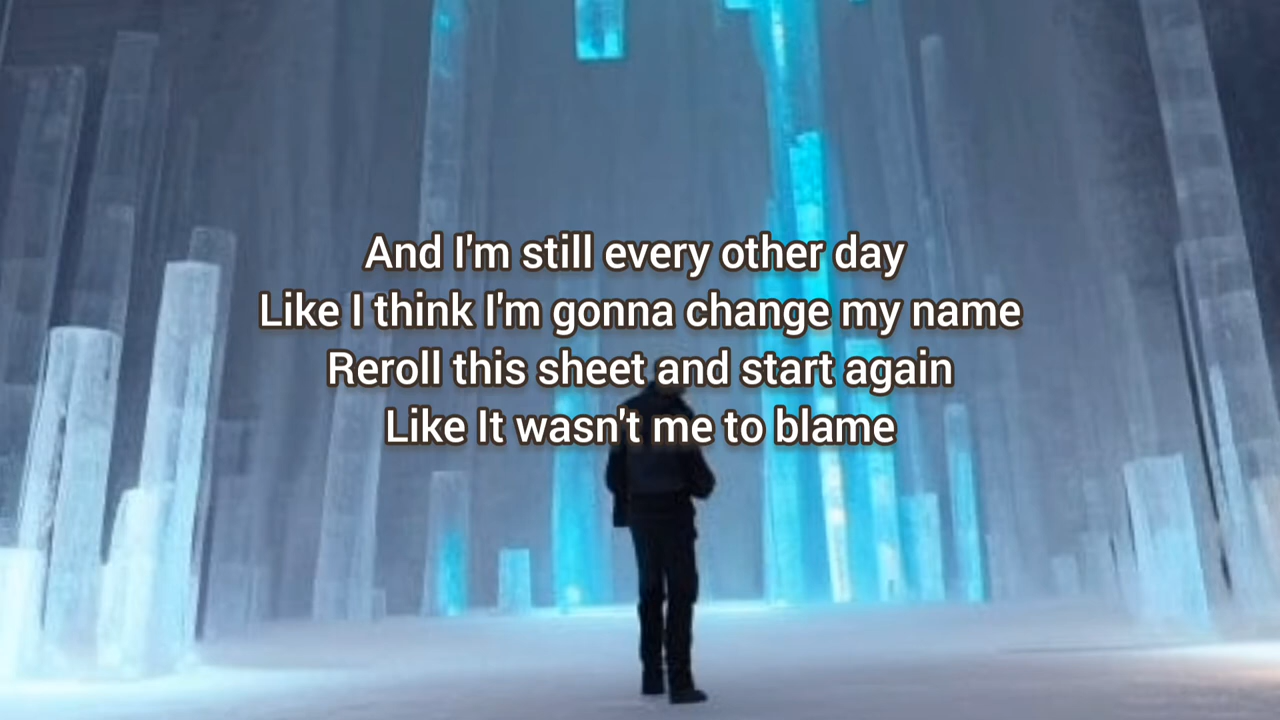 And I'm still every other day
Like I think I'm gonna change my name
Reroll this sheet and start again
Like It wasn't me to blame